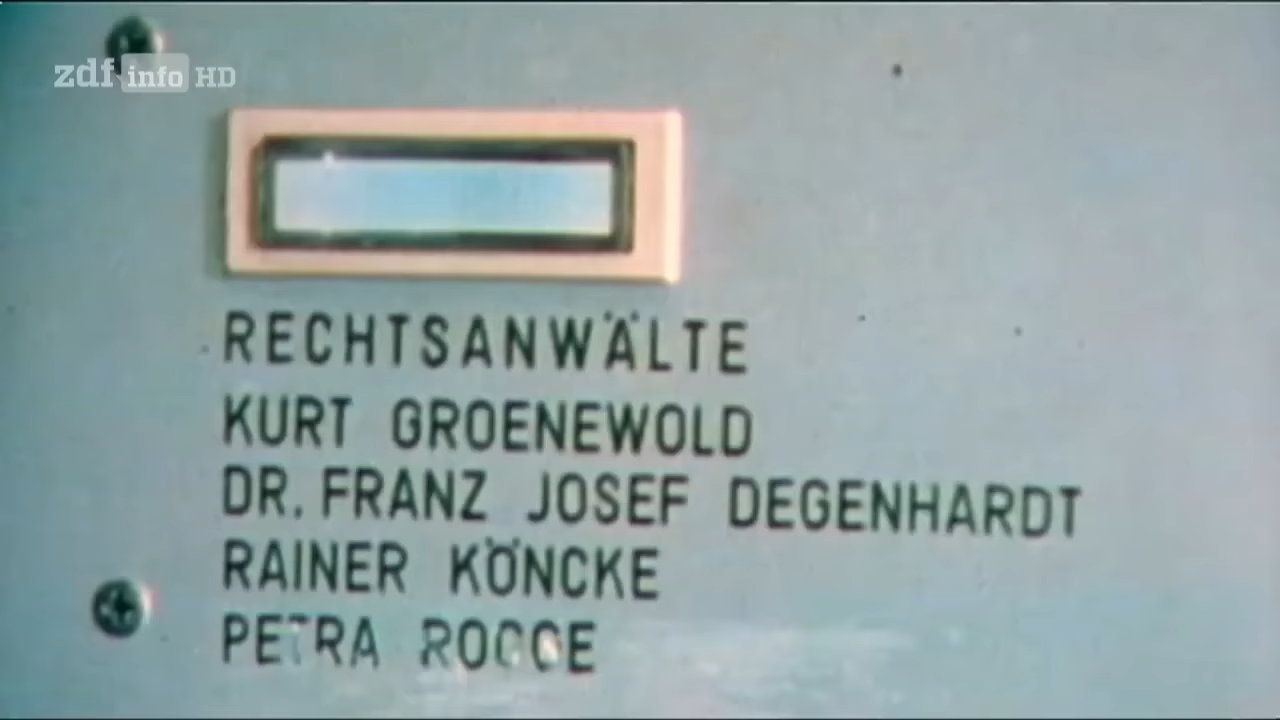 zdf info HD
RECHTSANWÄLTE
KURT GROENEWOLD
DR. FRANZ JOSEF DEGENHARDT
RAINER KÖNCKE
PETRA ROGGE